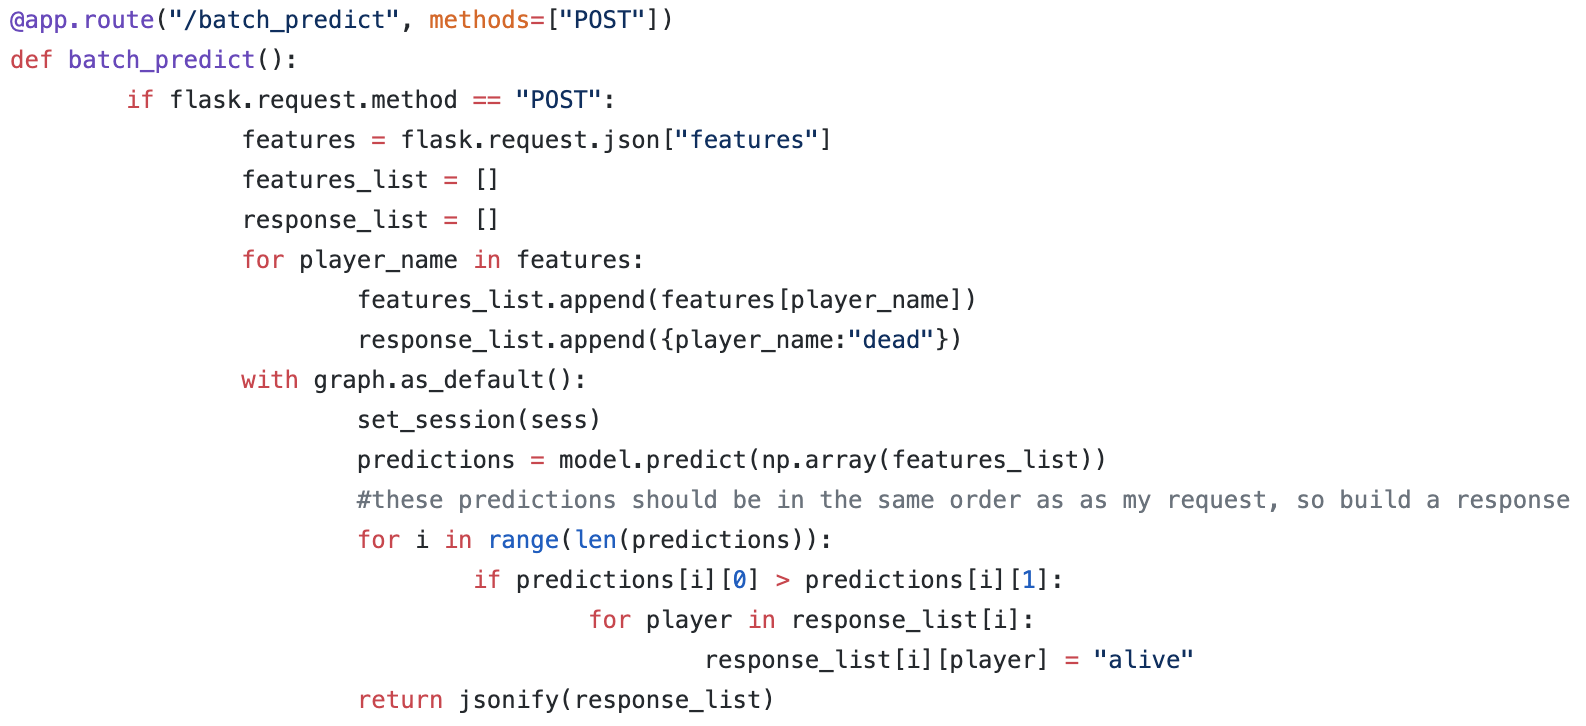 @app.route("/batch_predict", methods=["POST"])
def batch_predict():
        if flask.request.method == "POST":
                features = flask.request.json["features"]
                features_list = []
                response_list = []
                for player_name in features:
                        features_list.append(features[player_name])
                        response_list.append({player_name:"dead"})
                with graph.as_default():
                        set_session(sess)
                        predictions = model.predict(np.array(features_list))
                        #these predictions should be in the same order as as my request, so build a response
                        for i in range(len(predictions)):
                                if predictions[i][0] > predictions[i][1]:
                                        for player in response_list[i]:
                                                response_list[i][player] = "alive"
                        return jsonify(response_list)